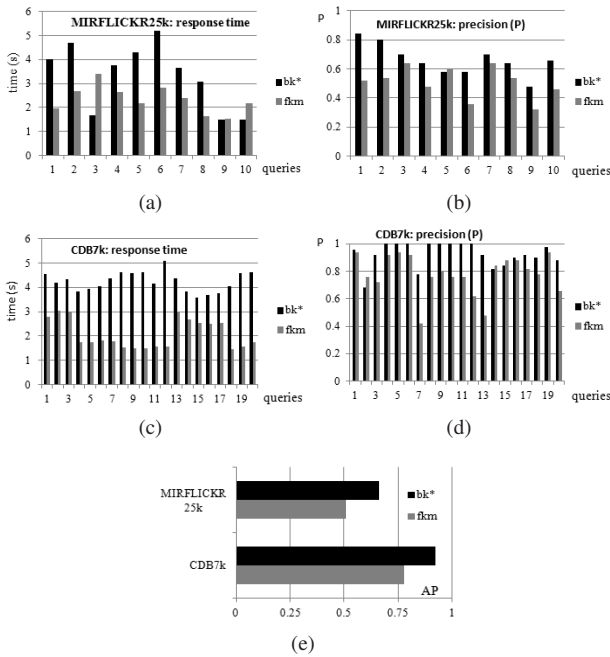 MIRFLICKR25k: response time
time (s)
6
5
4
3
2
1
0
1 2 3 4 5 6 7 8 9 10 queries
bk*
fkm
(a)
MIRFLICKR25k: precision (P)
P
1
0.8
0.6
0.4
0.2
0
1 2 3 4 5 6 7 8 9 10
queries
bk*
fkm
(b)
CDB7k: response time
time (s)
6
5
4
3
2
1
0
1 3 5 7 9 11 13 15 17 19
queries
bk*
fkm
(c)
CDB7k: precision (P)
P
1
0.8
0.6
0.4
0.2
0
1 3 5 7 9 11 13 15 17 19
queries
bk*
fkm
(d)
MIRFLICKR
25k
CDB7k
bk*
fkm
AP
0 0.25 0.5 0.75 1
(e)